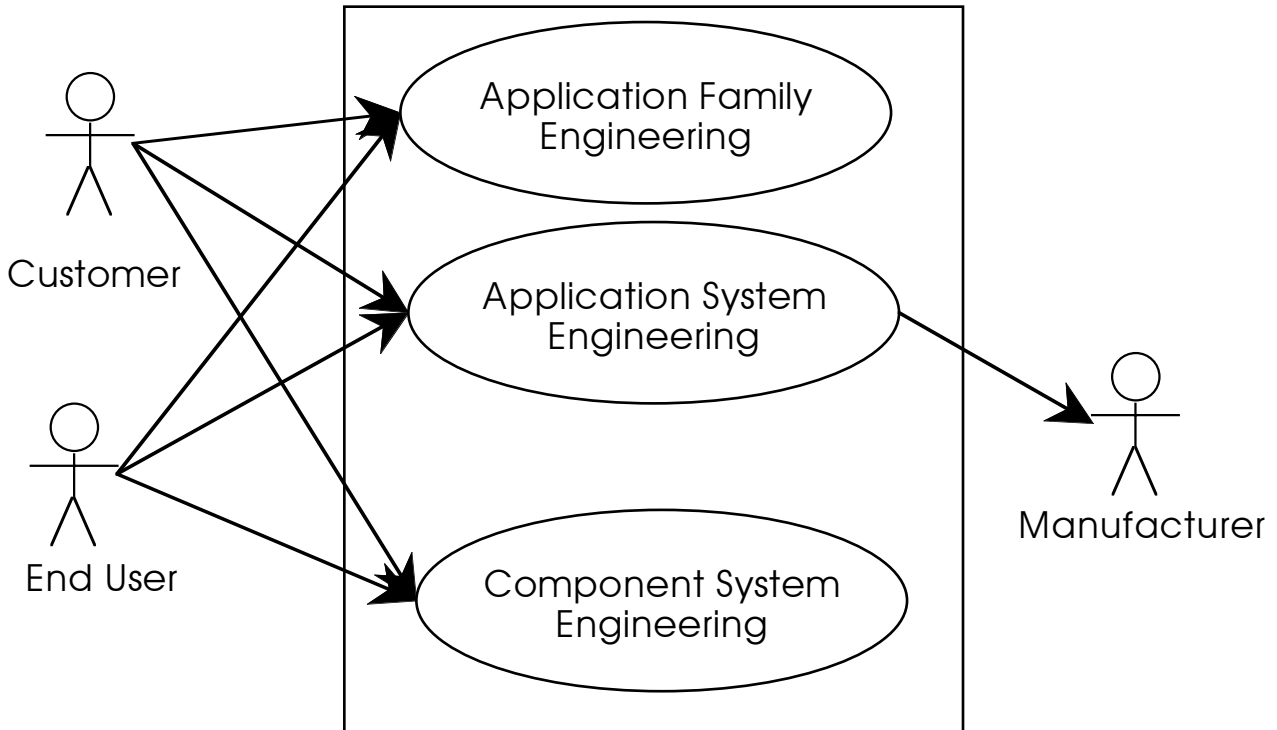 Application Family
Engineering
Customer
Application System
Engineering
Manufacturer
End User
Component System
Engineering